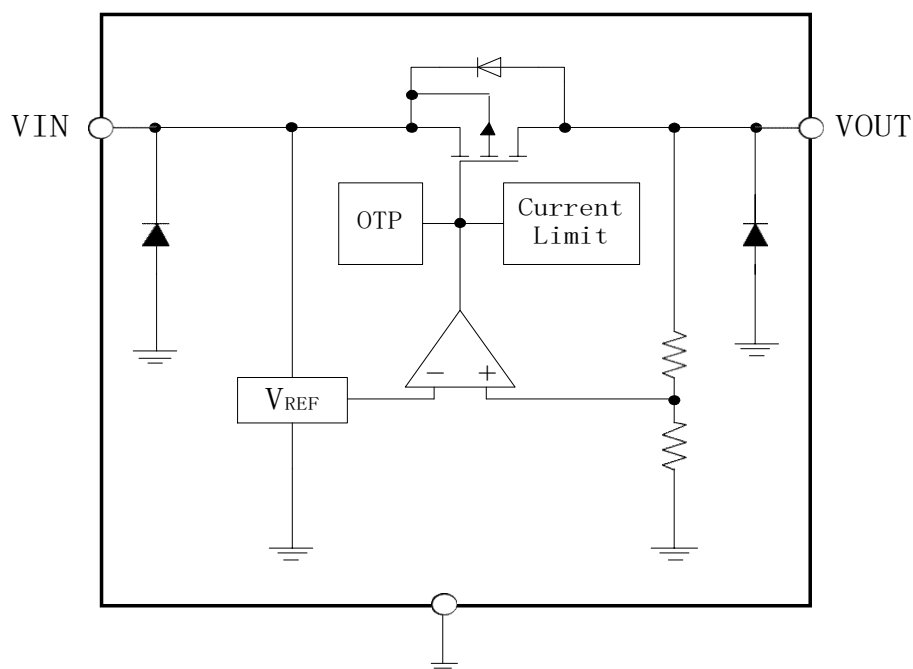 VIN
VOUT
OTP
Current
Limit
− +
VREF